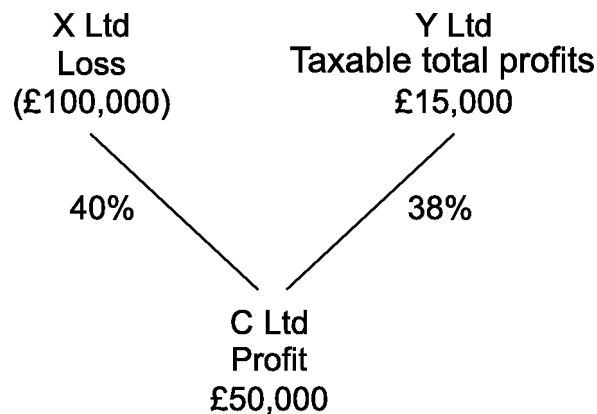 X Ltd
Loss
(£100,000)
Y Ltd
Taxable total profits
£15,000
40%
38%
C Ltd
Profit
£50,000